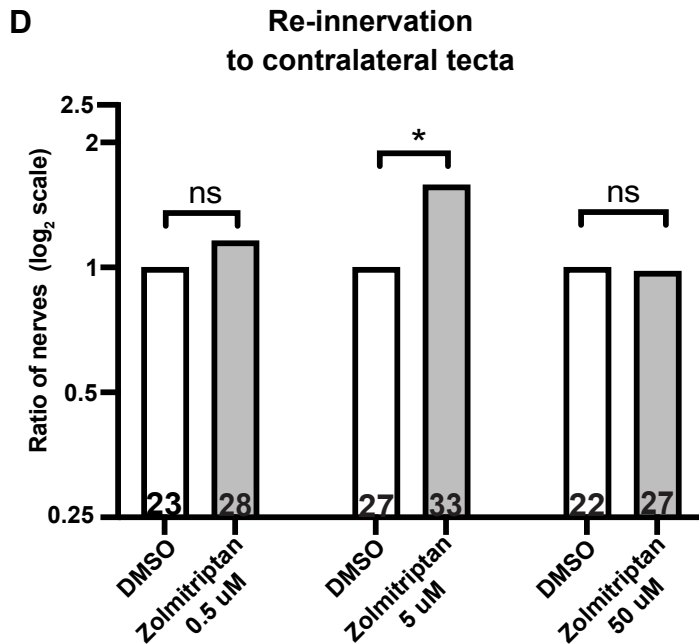 D
Re-innervation
to contralateral tecta
Ratio of nerves (log₂ scale)
2.5
2
1
0.5
0.25
ns
*
ns
23
28
27
33
22
27
DMSO
Zolmitriptan
0.5 uM
DMSO
Zolmitriptan
5 uM
DMSO
Zolmitriptan
50 uM